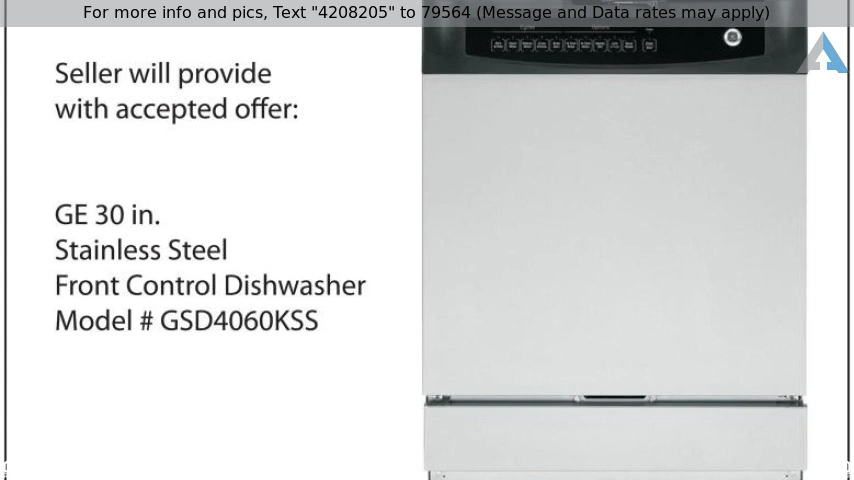 For more info and pics, Text "4208205" to 79564 (Message and Data rates may apply)
Seller will provide
with accepted offer:
GE 30 in.
Stainless Steel
Front Control Dishwasher
Model # GSD4060KSS